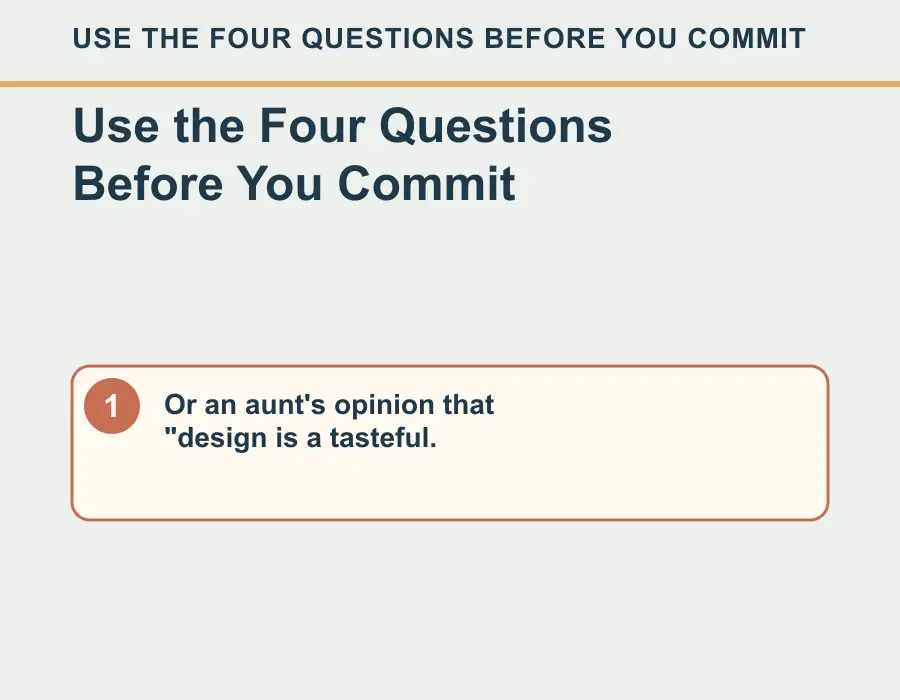 USE THE FOUR QUESTIONS BEFORE YOU COMMIT
Use the Four Questions
Before You Commit
1
Or an aunt's opinion that
"design is a tasteful.